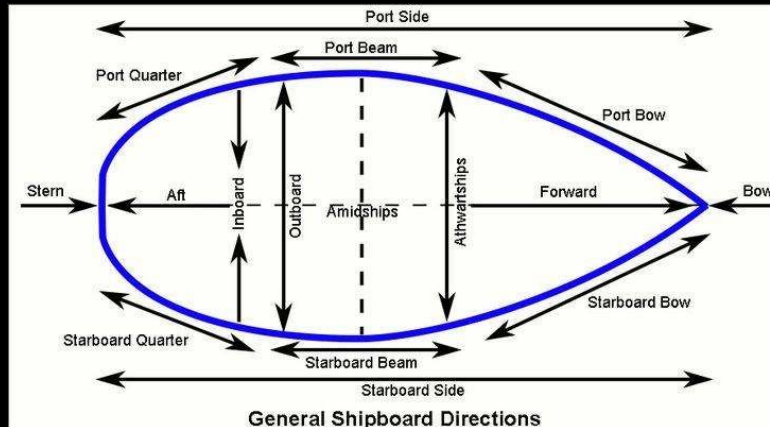 Port Side
Port Beam
Port Quarter
Port Bow
Stern
Aft
Inboard
Outboard
Amidships
Athwartships
Forward
Bow
Starboard Quarter
Starboard Bow
Starboard Beam
Starboard Side
General Shipboard Directions